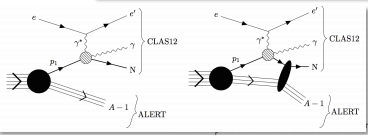 e e′
γ* γ CLAS12
p₁ N
A−1 ALERT
e e′
γ* γ CLAS12
p₁ N
A−1 ALERT